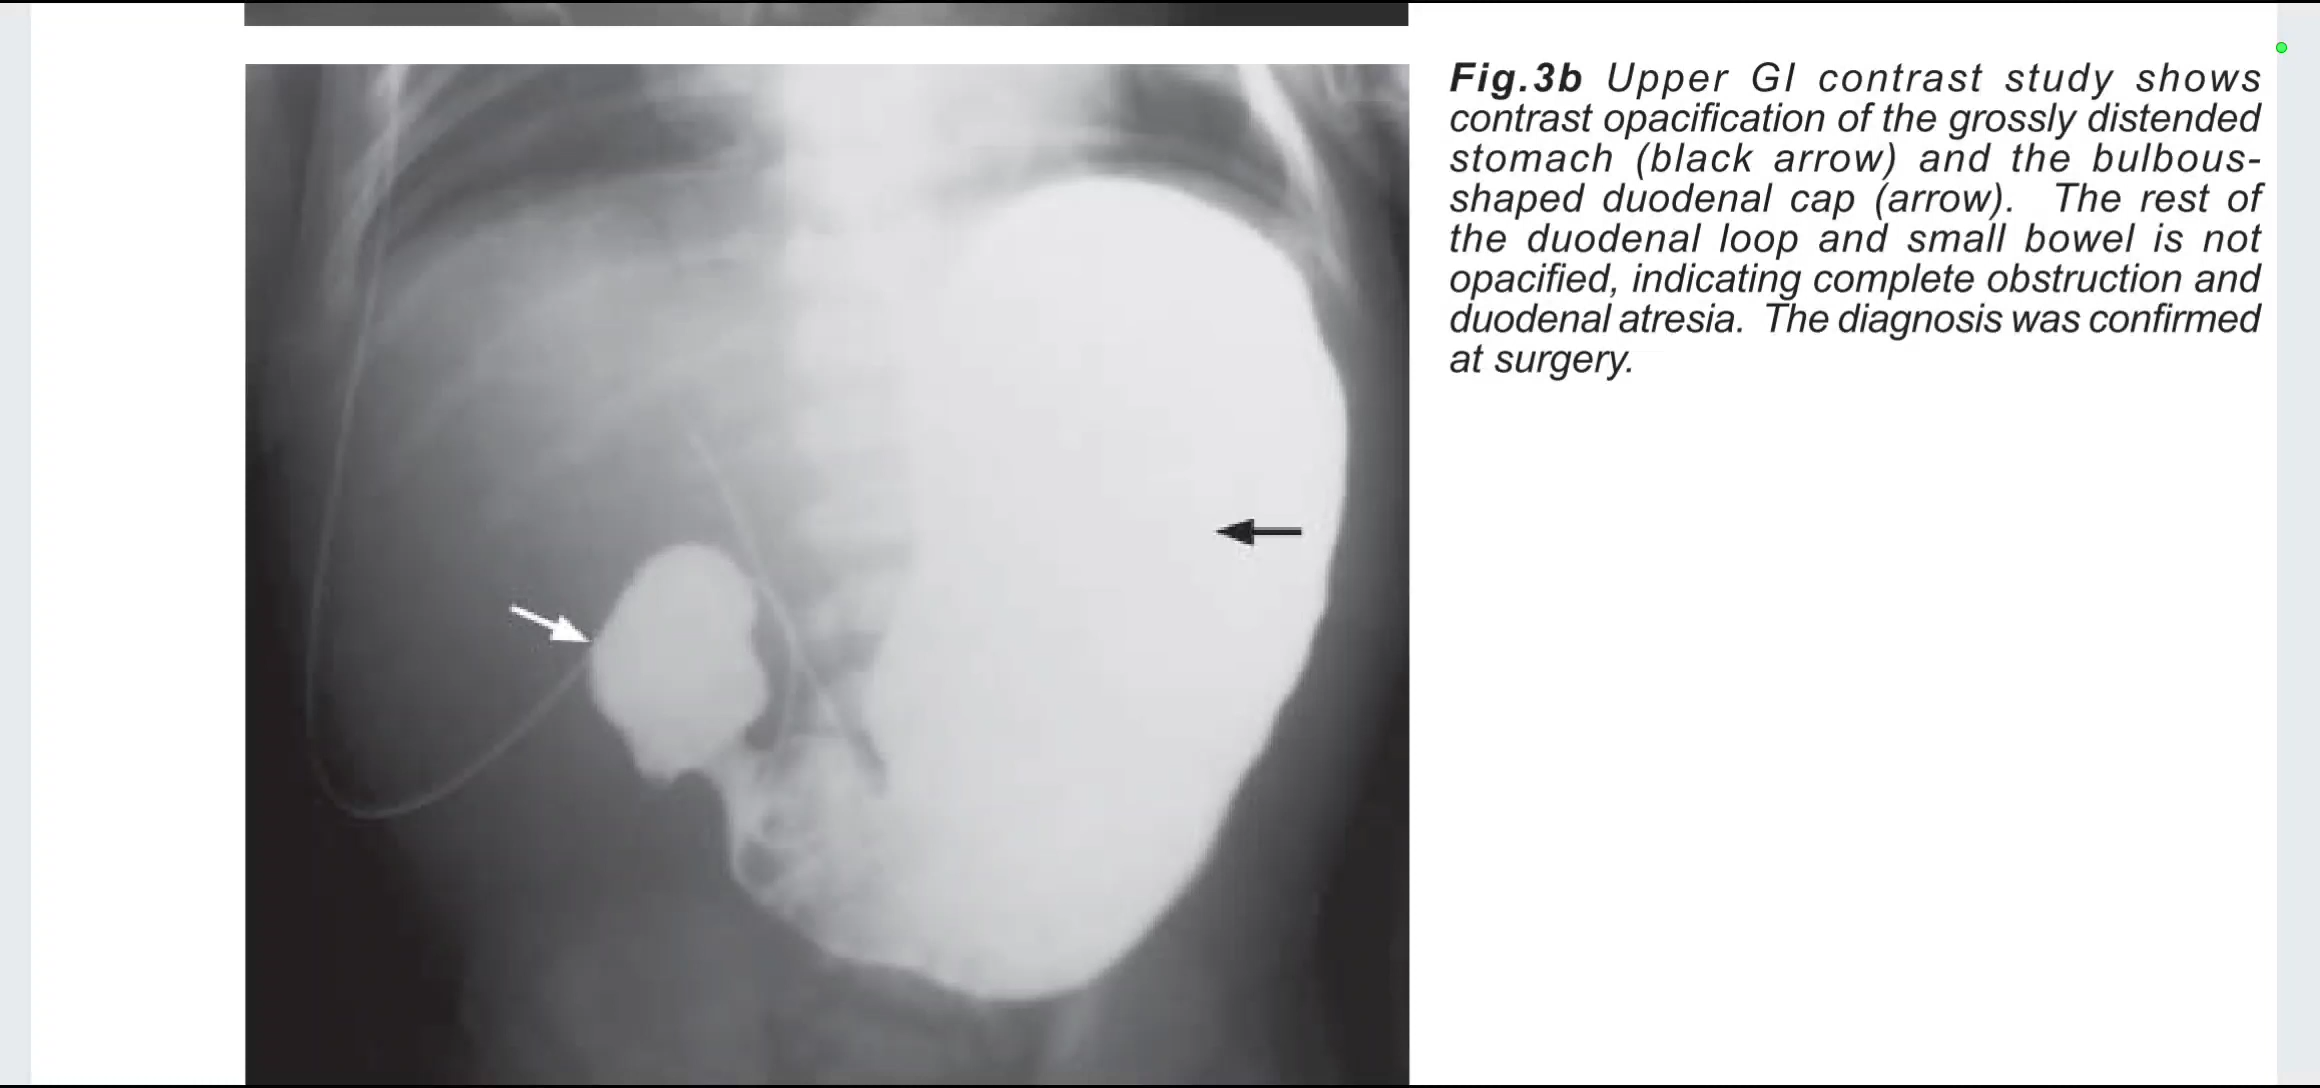 Fig.3b Upper GI contrast study shows
contrast opacification of the grossly distended
stomach (black arrow) and the bulbous-
shaped duodenal cap (arrow). The rest of
the duodenal loop and small bowel is not
opacified, indicating complete obstruction and
duodenal atresia. The diagnosis was confirmed
at surgery.